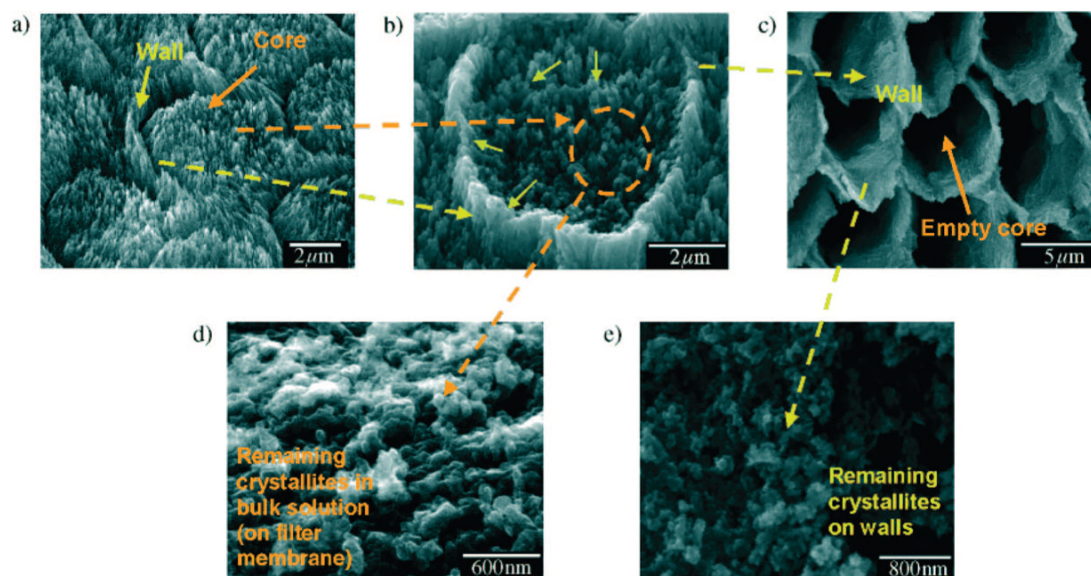 a)
Wall
Core
2μm
b)
2μm
c)
Wall
Empty core
5μm
d)
Remaining
crystallites in
bulk solution
(on filter
membrane)
600nm
e)
Remaining
crystallites
on walls
800nm